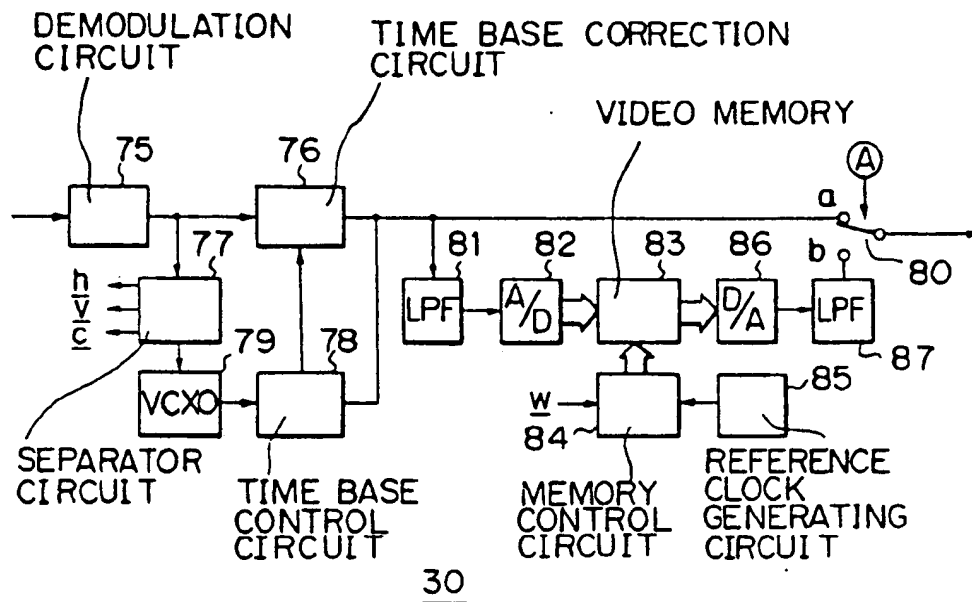 DEMODULATION
CIRCUIT
TIME BASE CORRECTION
CIRCUIT
VIDEO MEMORY
A
75
76
a
77
81
82
83
86
b
80
h
v
c
LPF
A/D
D/A
LPF
79
78
87
VCXO
w
84
85
SEPARATOR
CIRCUIT
TIME BASE
CONTROL
CIRCUIT
MEMORY
CONTROL
CIRCUIT
REFERENCE
CLOCK
GENERATING
CIRCUIT
30